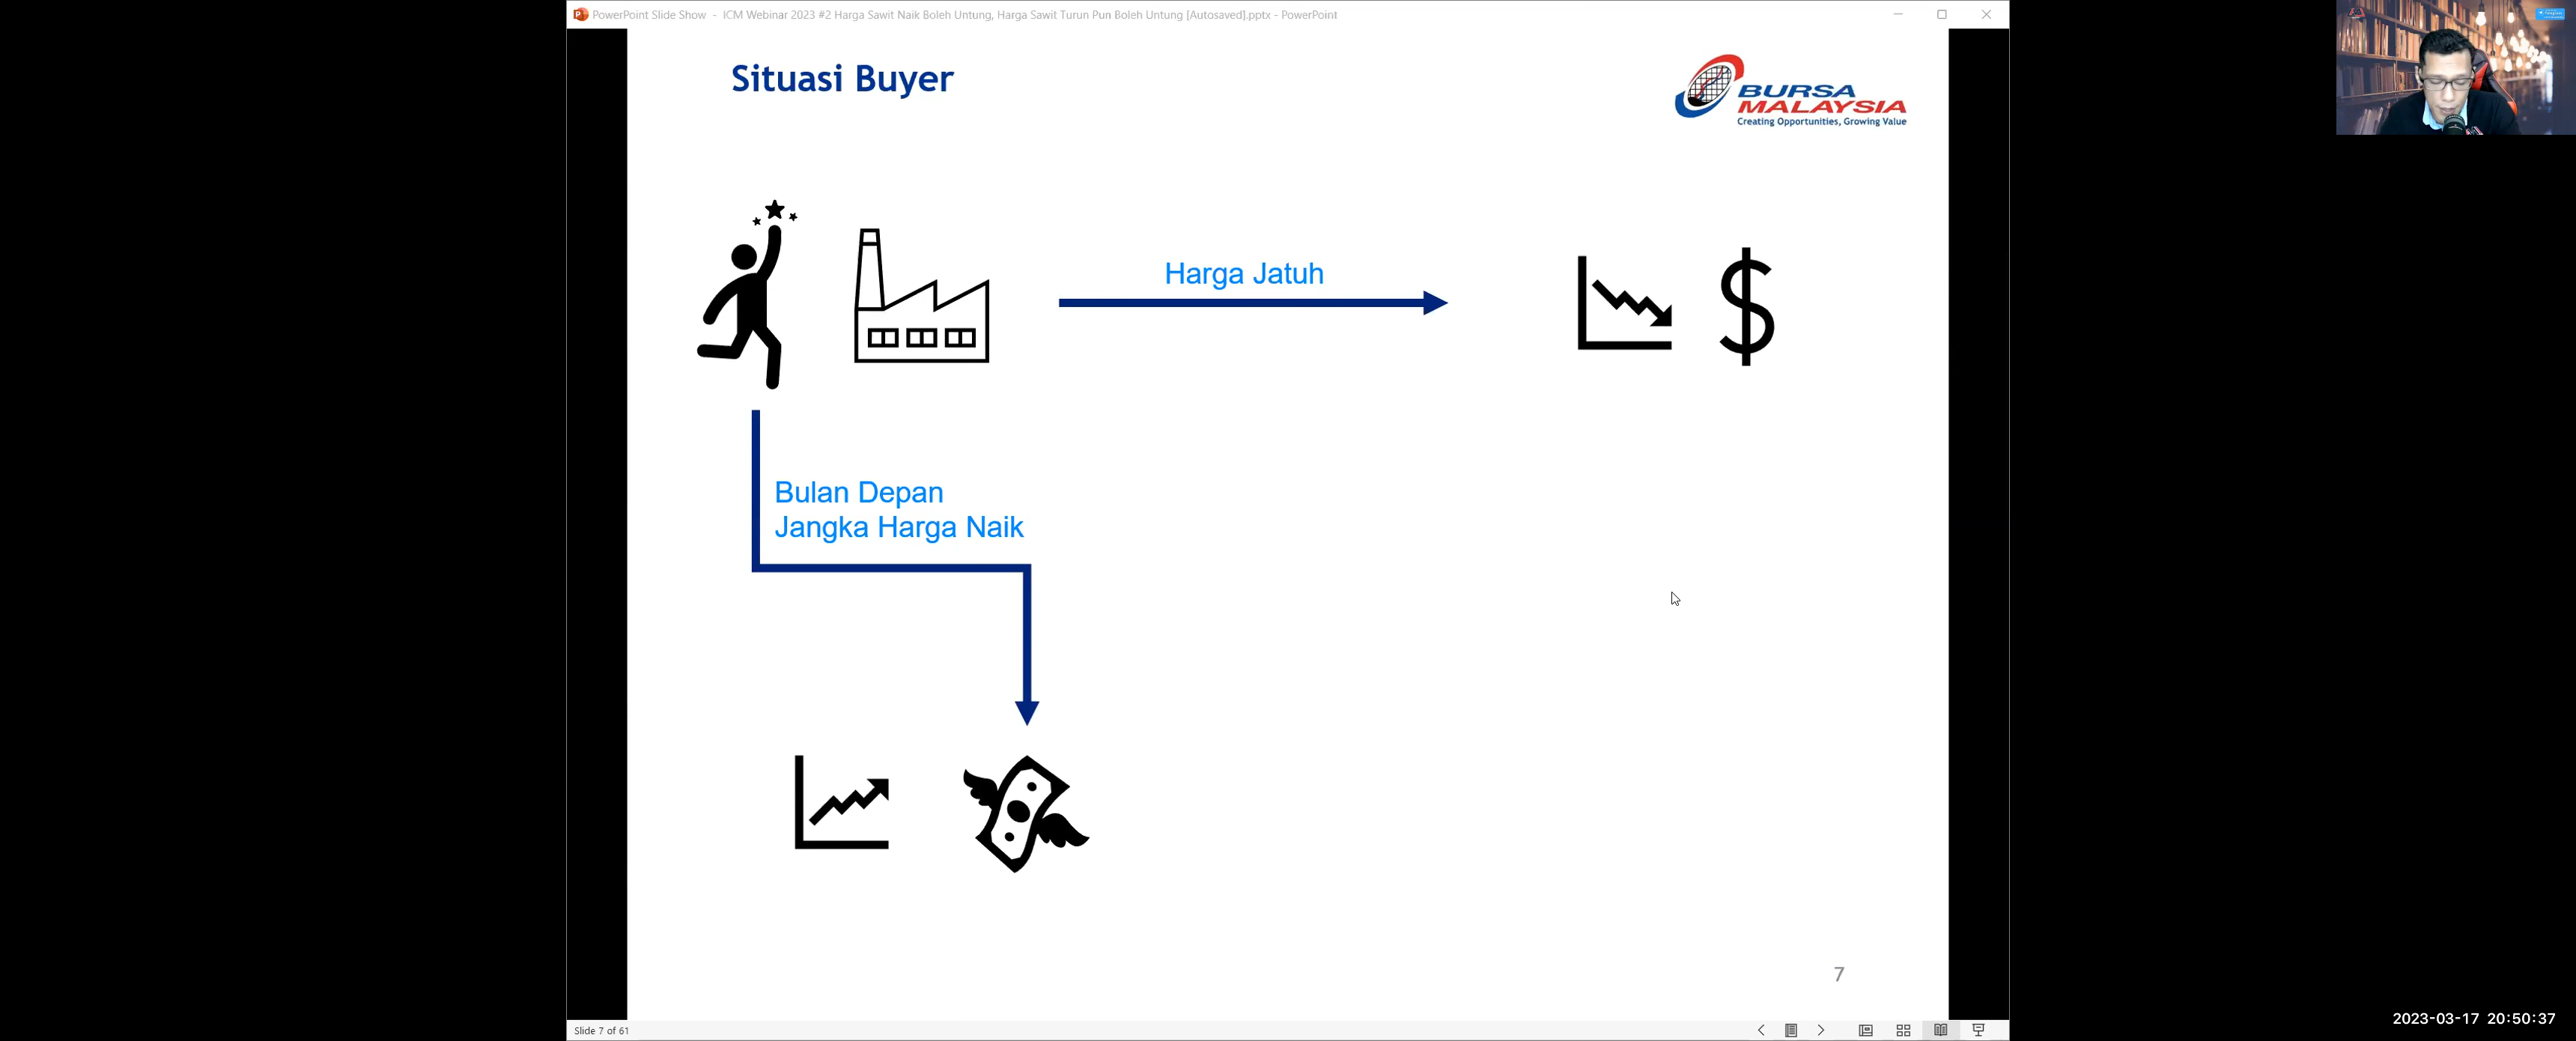 PowerPoint Slide Show - ICM Webinar 2023 #2 Harga Sawit Naik Boleh Untung, Harga Sawit Turun Pun Boleh Untung [Autosaved].pptx - PowerPoint
Situasi Buyer
BURSA
MALAYSIA
Creating Opportunities, Growing Value
Harga Jatuh
$
Bulan Depan
Jangka Harga Naik
7
Slide 7 of 61
2023-03-17 20:50:37